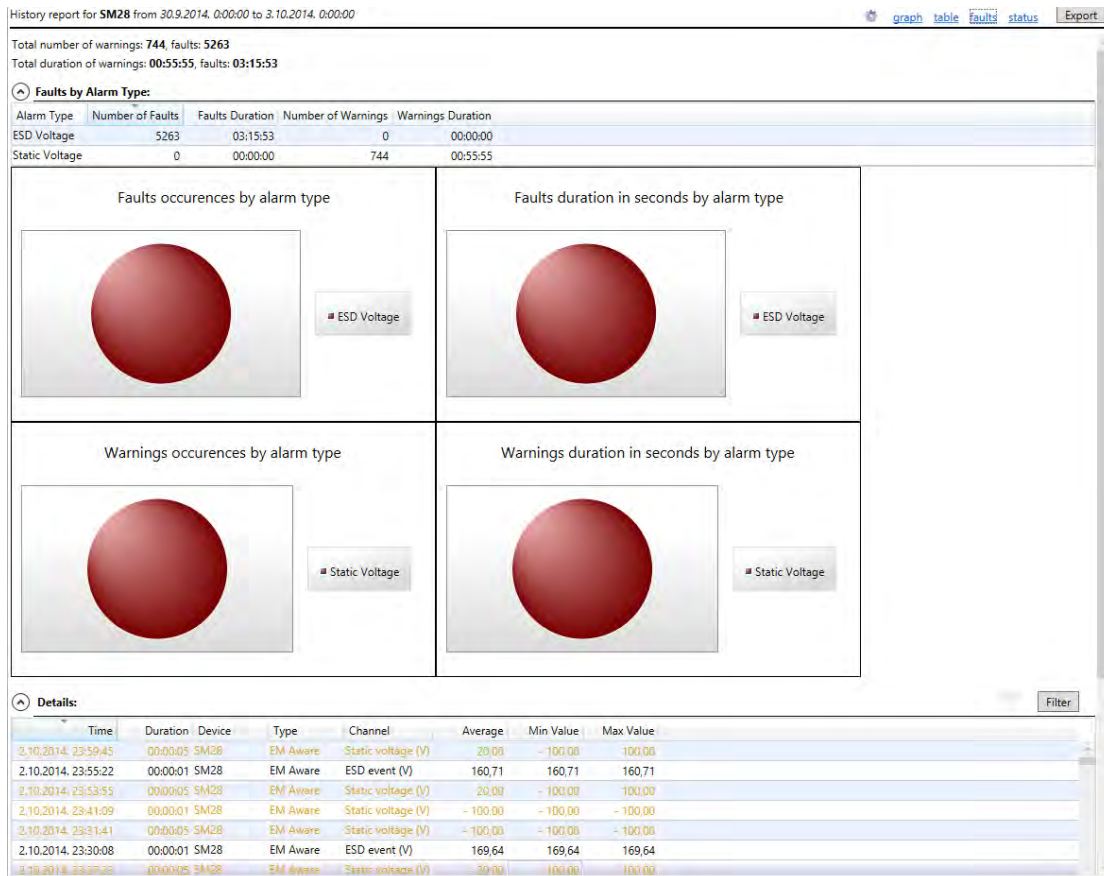 History report for SM28 from 30.9.2014. 0:00:00 to 3.10.2014. 0:00:00 graph table faults status Export
Total number of warnings: 744, faults: 5263
Total duration of warnings: 00:55:55, faults: 03:15:53
Faults by Alarm Type:
Alarm Type Number of Faults Faults Duration Number of Warnings Warnings Duration
ESD Voltage 5263 03:15:53 0 00:00:00
Static Voltage 0 00:00:00 744 00:55:55
Faults occurences by alarm type
ESD Voltage
Faults duration in seconds by alarm type
ESD Voltage
Warnings occurences by alarm type
Static Voltage
Warnings duration in seconds by alarm type
Static Voltage
Details: Filter
Time Duration Device Type Channel Average Min Value Max Value
2.10.2014. 23:59:45 00:00:05 SM28 EM Aware Static voltage (V) 20,00 - 100,00 100,00
2.10.2014. 23:55:22 00:00:01 SM28 EM Aware ESD event (V) 160,71 160,71 160,71
2.10.2014. 23:53:55 00:00:05 SM28 EM Aware Static voltage (V) 20,00 - 100,00 100,00
2.10.2014. 23:41:09 00:00:01 SM28 EM Aware Static voltage (V) - 100,00 - 100,00 - 100,00
2.10.2014. 23:31:41 00:00:05 SM28 EM Aware Static voltage (V) - 100,00 - 100,00 - 100,00
2.10.2014. 23:30:08 00:00:01 SM28 EM Aware ESD event (V) 169,64 169,64 169,64
00:00:05 SM28 EM Aware Static voltage (V) 100,00 100,00